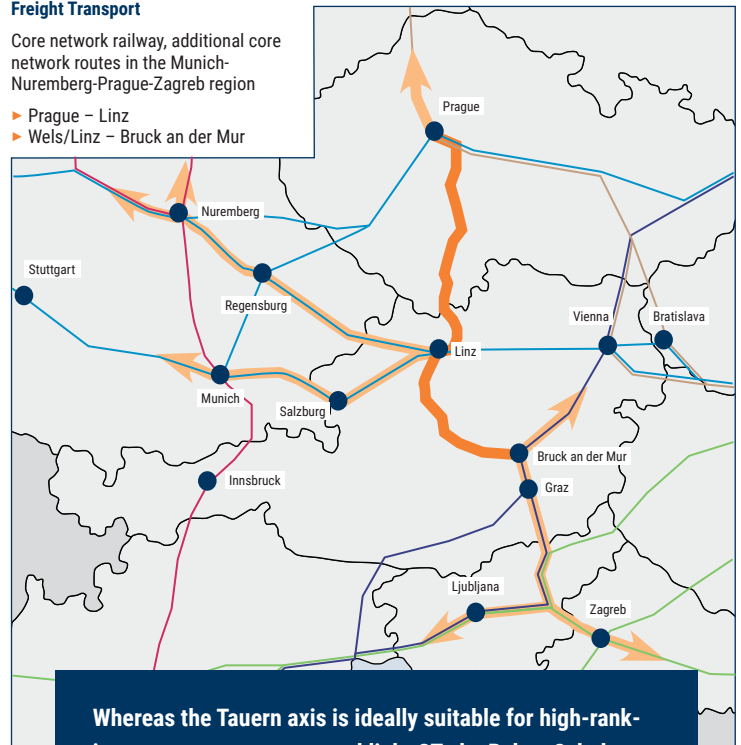 Freight Transport
Core network railway, additional core
network routes in the Munich-
Nuremberg-Prague-Zagreb region
► Prague – Linz
► Wels/Linz – Bruck an der Mur
Prague
Nuremberg
Stuttgart
Regensburg
Vienna
Bratislava
Linz
Munich
Salzburg
Bruck an der Mur
Innsbruck
Graz
Ljubljana
Zagreb
Whereas the Tauern axis is ideally suitable for high-rank-